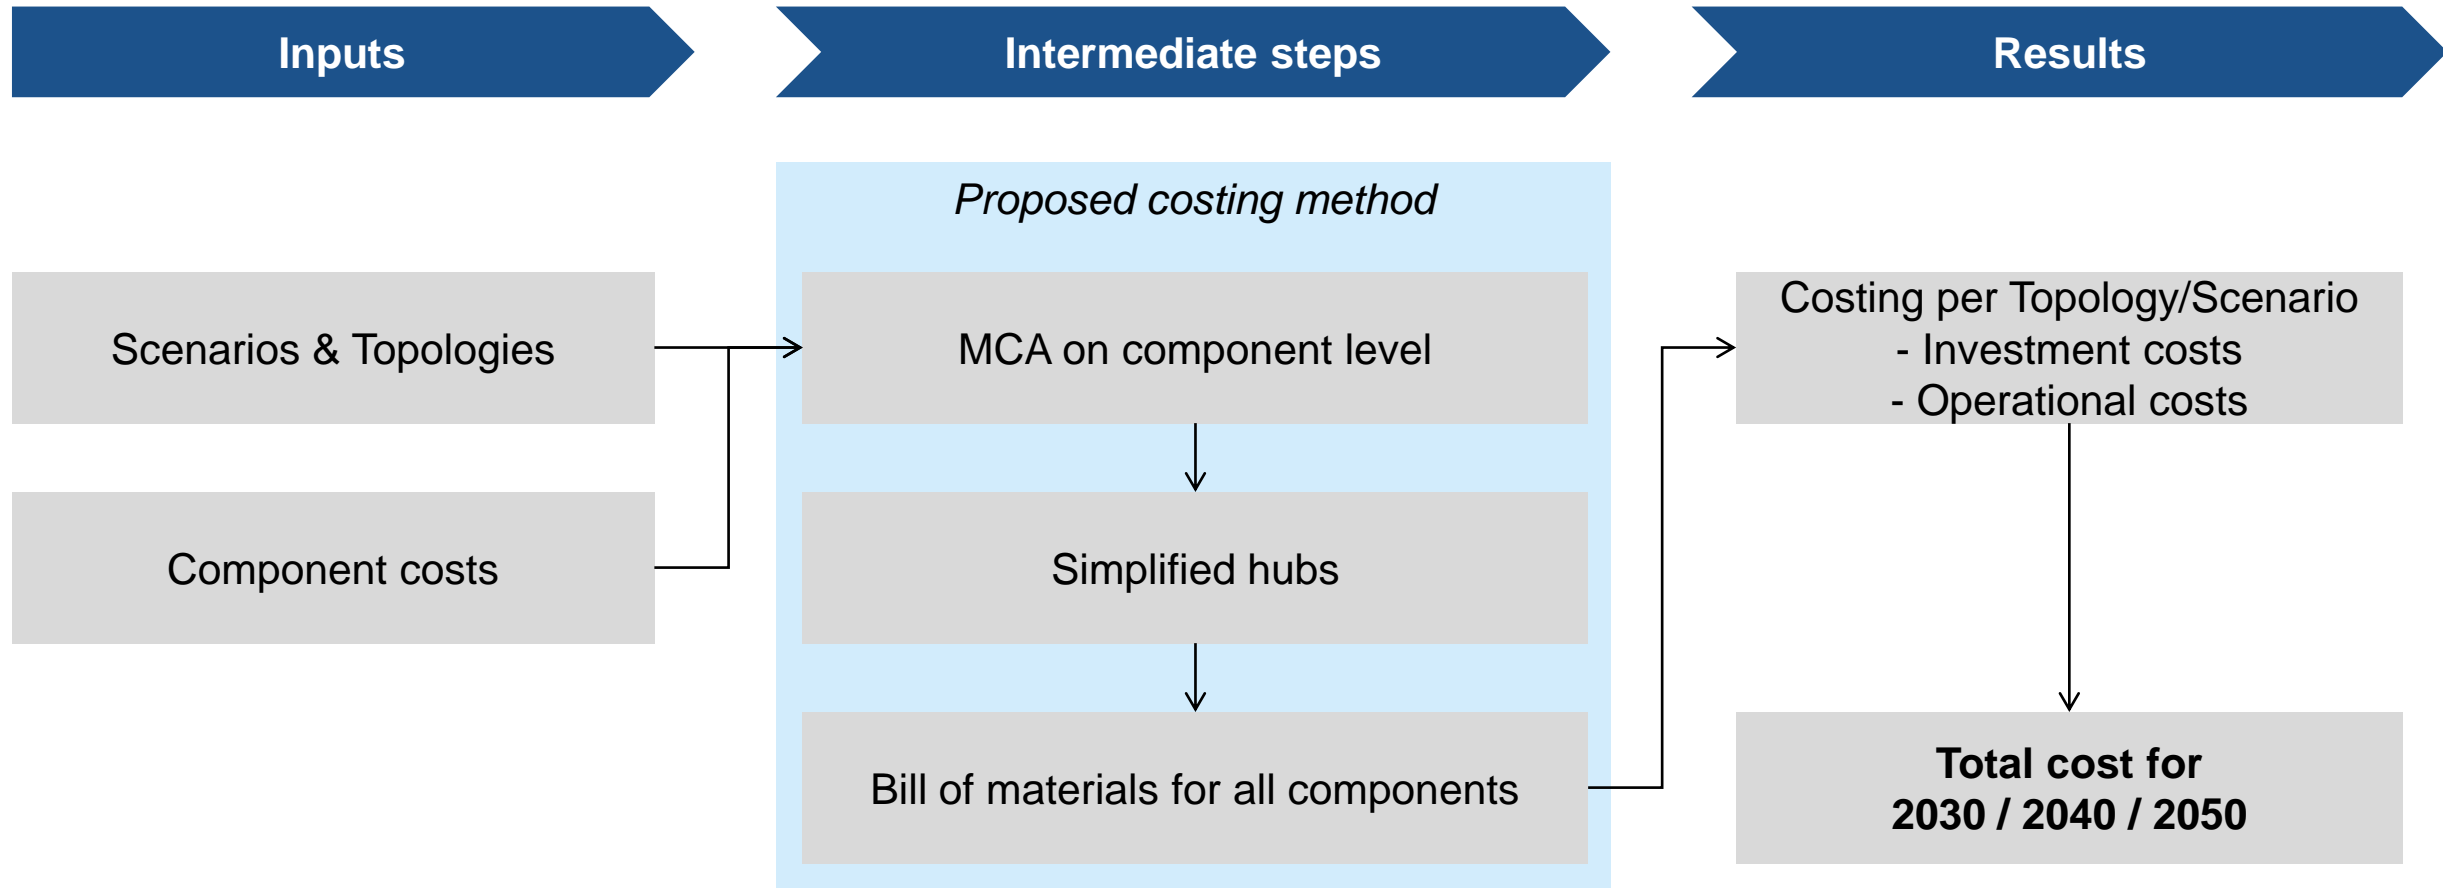 Inputs
Intermediate steps
Results
Proposed costing method
Scenarios & Topologies
MCA on component level
Costing per Topology/Scenario
- Investment costs
- Operational costs
Component costs
Simplified hubs
Bill of materials for all components
Total cost for
2030 / 2040 / 2050